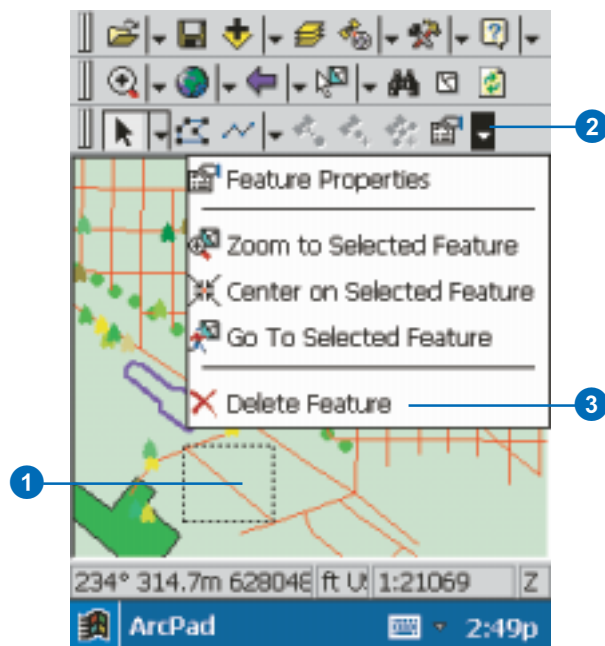 2
Feature Properties
Zoom to Selected Feature
Center on Selected Feature
Go To Selected Feature
Delete Feature
3
1
234° 314.7m 628048 ft U 1:21069 Z
ArcPad 2:49p